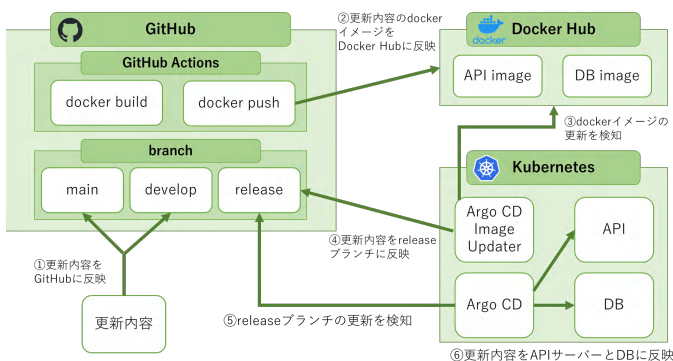 GitHub
GitHub Actions
docker build
docker push
branch
main
develop
release
①更新内容を
GitHubに反映
更新内容
②更新内容のdocker
イメージを
Docker Hubに反映
docker
Docker Hub
API image
DB image
③dockerイメージの
更新を検知
Kubernetes
Argo CD
Image
Updater
API
④更新内容をrelease
ブランチに反映
Argo CD
DB
⑤releaseブランチの更新を検知
⑥更新内容をAPIサーバーとDBに反映